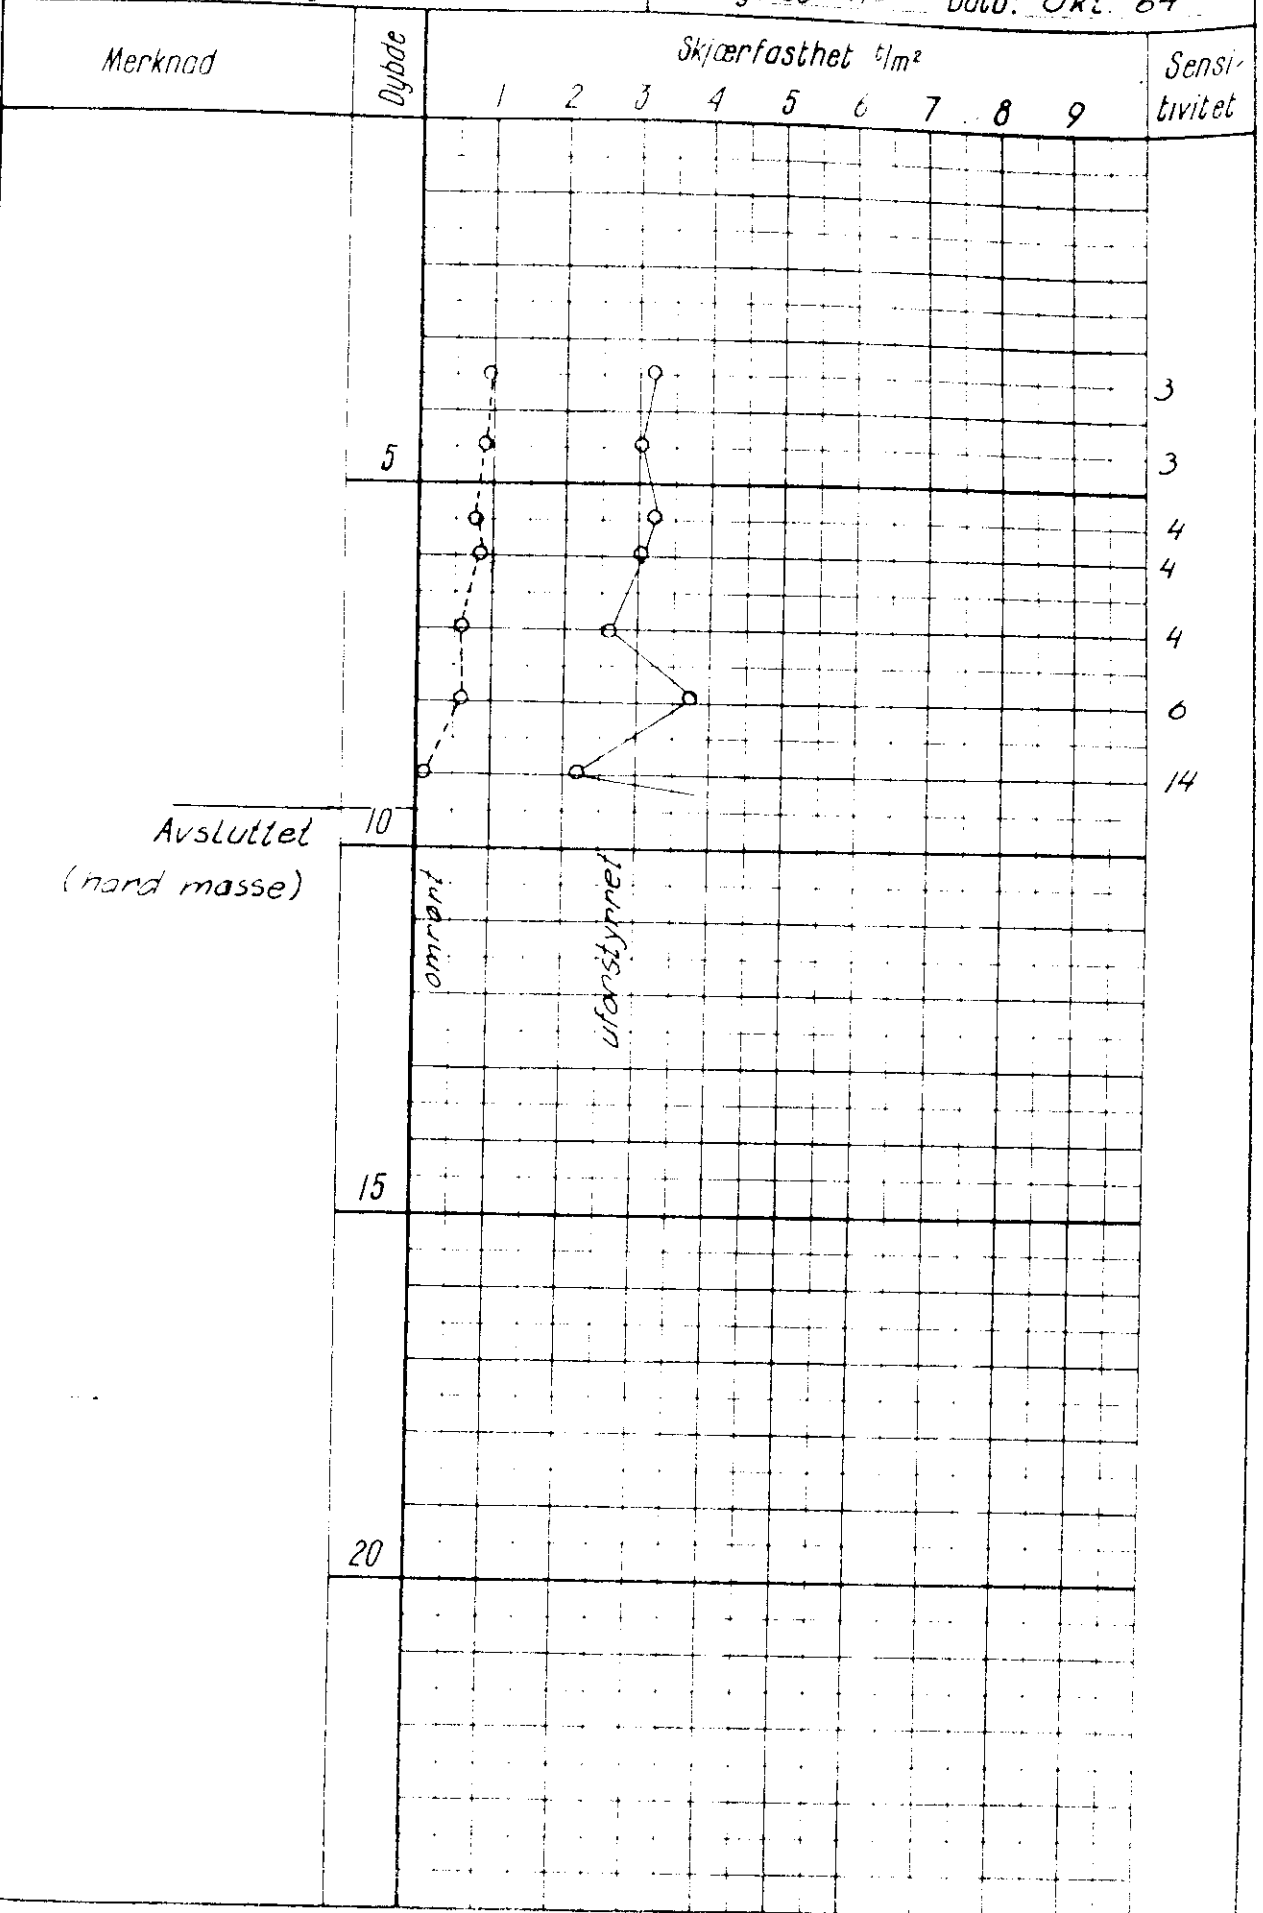 Dato: Okt. 64
Merknad
Dybde
Skjærfasthet t/m²
Sensi-
tivitet
1 2 3 4 5 6 7 8 9
3
3
5
4
4
4
6
14
Avsluttet
10
(hard masse)
omrørt
uforstyrret
15
20